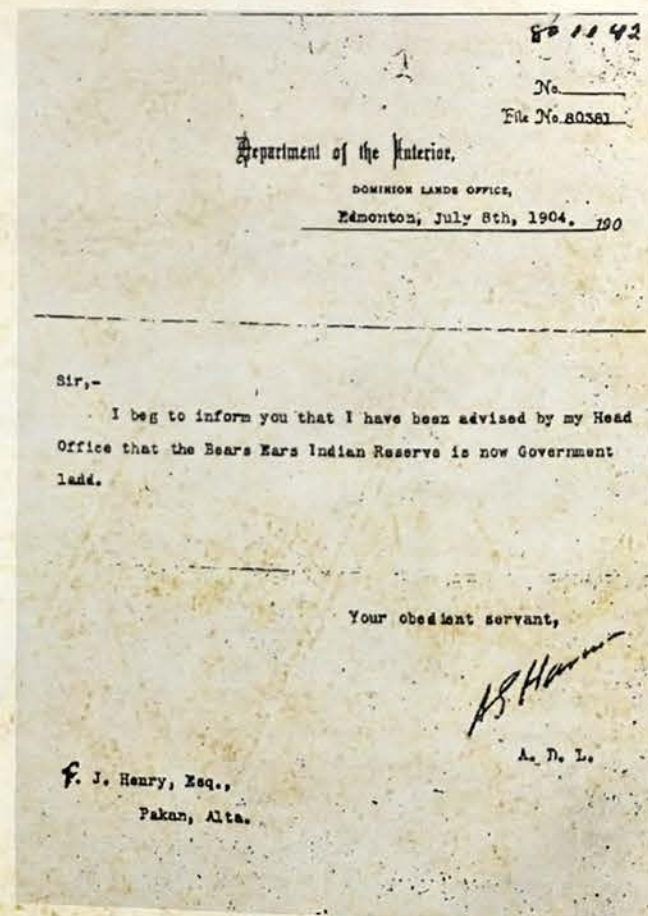 80 11 42
No.
File No. 80381
Department of the Interior,
DOMINION LANDS OFFICE,
Edmonton, July 8th, 1904. 190
Sir,-
I beg to inform you that I have been advised by my Head
Office that the Bears Ears Indian Reserve is now Government
ladd.
Your obedient servant,
A. D. L.
F. J. Henry, Esq.,
Pakan, Alta.